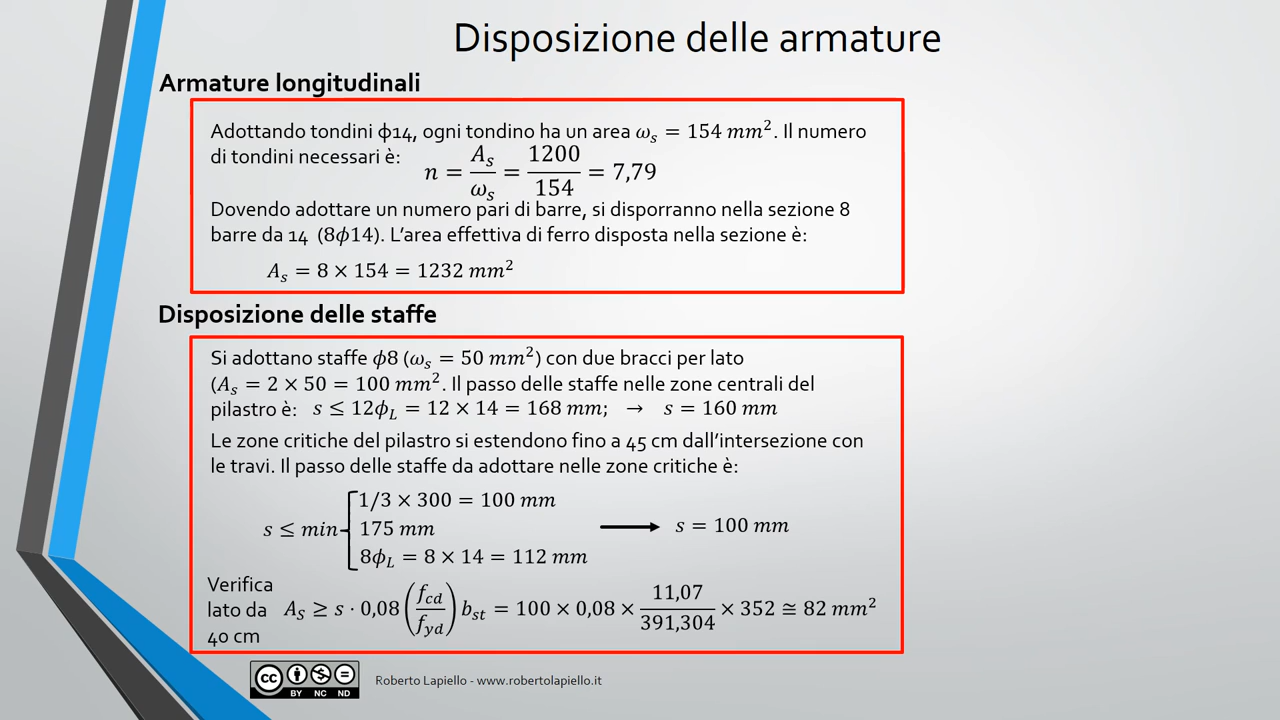 Disposizione delle armature
Armature longitudinali
Adottando tondini ϕ14, ogni tondino ha un area ω_s = 154 mm². Il numero
di tondini necessari è: n = A_s/ω_s = 1200/154 = 7,79
Dovendo adottare un numero pari di barre, si disporranno nella sezione 8
barre da 14 (8ϕ14). L'area effettiva di ferro disposta nella sezione è:
A_s = 8 × 154 = 1232 mm²
Disposizione delle staffe
Si adottano staffe ϕ8 (ω_s = 50 mm²) con due bracci per lato
(A_s = 2 × 50 = 100 mm². Il passo delle staffe nelle zone centrali del
pilastro è: s ≤ 12ϕ_L = 12 × 14 = 168 mm; → s = 160 mm
Le zone critiche del pilastro si estendono fino a 45 cm dall'intersezione con
le travi. Il passo delle staffe da adottare nelle zone critiche è:
1/3 × 300 = 100 mm
s ≤ min 175 mm → s = 100 mm
8ϕ_L = 8 × 14 = 112 mm
Verifica
lato da A_S ≥ s · 0,08 (f_cd/f_yd) b_st = 100 × 0,08 × 11,07/391,304 × 352 ≅ 82 mm²
40 cm
cc BY NC ND
Roberto Lapiello - www.robertolapiello.it